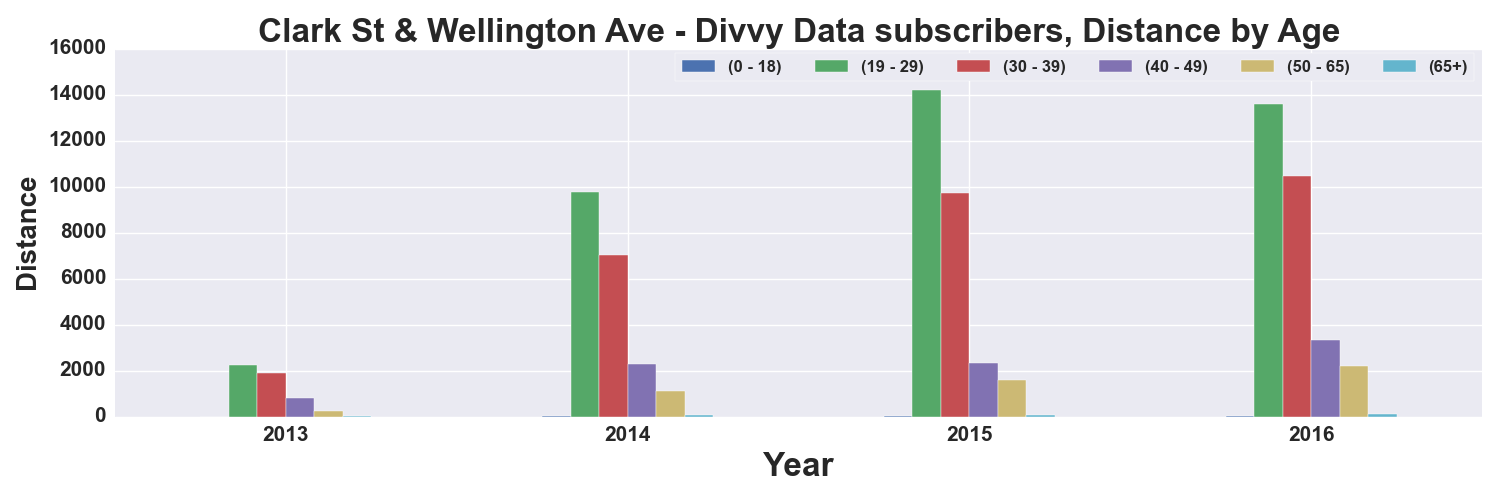 Clark St & Wellington Ave - Divvy Data subscribers, Distance by Age
16000
(0 - 18) (19 - 29) (30 - 39) (40 - 49) (50 - 65) (65+)
14000
12000
10000
8000
6000
4000
2000
0
Distance
2013 2014 2015 2016
Year